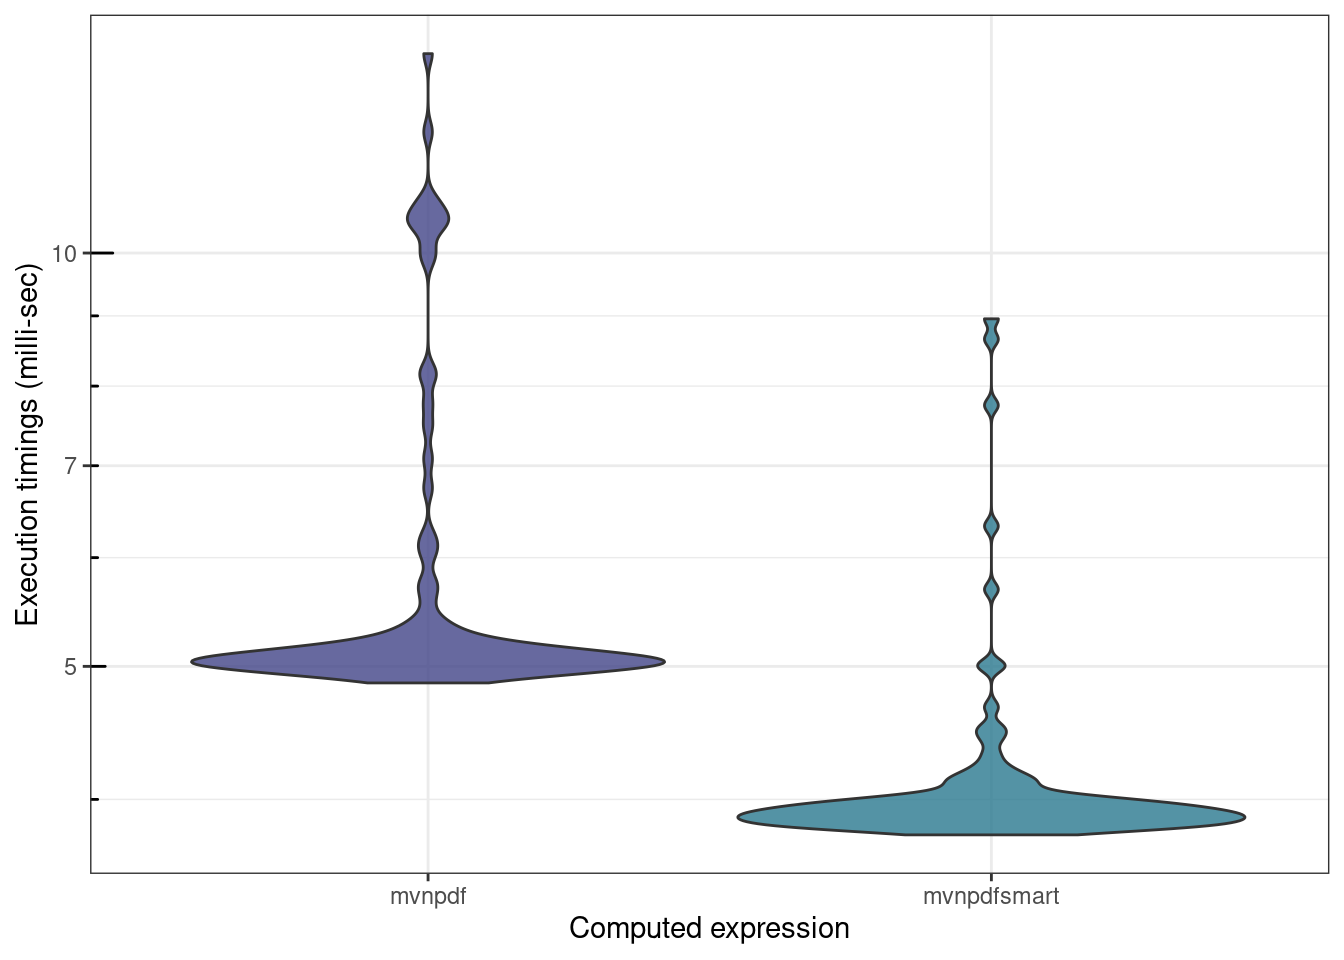 Execution timings (milli-sec)
10
7
5
mvnpdf
mvnpdfsmart
Computed expression